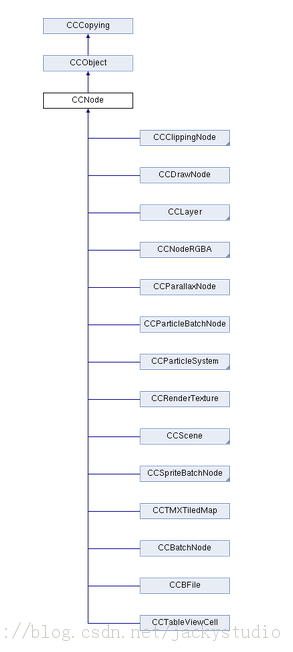 CCCopying
CCObject
CCNode
CCClippingNode
CCDrawNode
CCLayer
CCNodeRGBA
CCParallaxNode
CCParticleBatchNode
CCParticleSystem
CCRenderTexture
CCScene
CCSpriteBatchNode
CCTMXTiledMap
CCBatchNode
CCBFile
CCTableViewCell
://blog.csdn.net/jackystudio